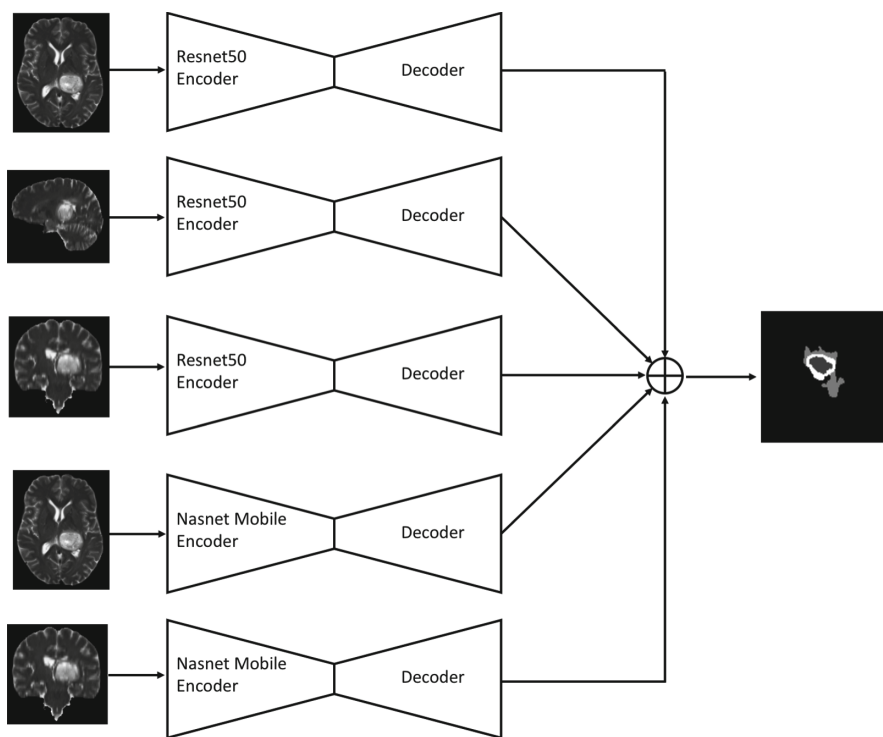 Resnet50
Encoder
Decoder
Resnet50
Encoder
Decoder
Resnet50
Encoder
Decoder
Nasnet Mobile
Encoder
Decoder
Nasnet Mobile
Encoder
Decoder